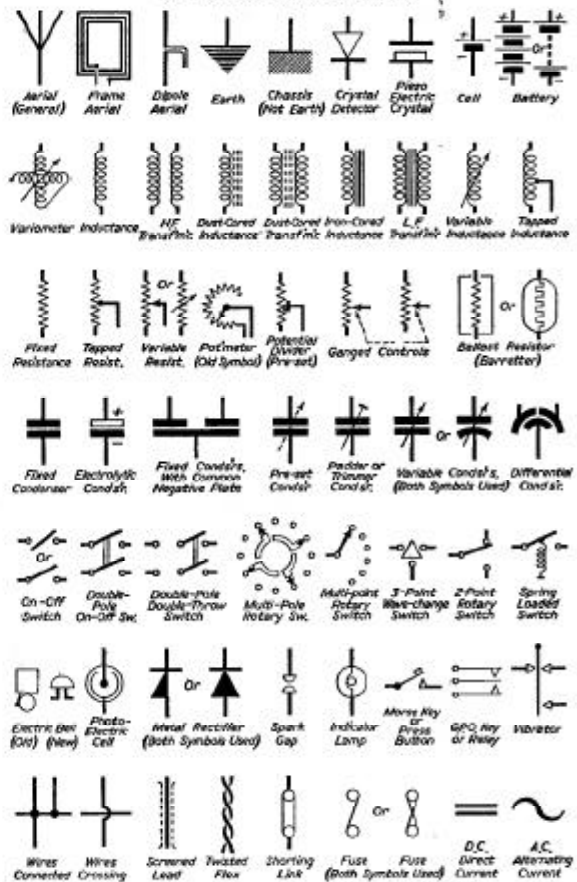 Aerial (General)
Frame Aerial
Dipole Aerial
Earth
Chassis (Not Earth)
Crystal Detector
Piezo Electric Crystal
Cell
Or
Battery
Variometer
Inductance
H.F. Transf'mr.
Dust-Cored Inductance
Dust-Cored Transf'mr.
Iron-Cored Inductance
L.F. Transf'mr.
Variable Inductance
Tapped Inductance
Fixed Resistance
Tapped Resist.
Or
Variable Resist.
Potmeter (Old Symbol)
Potential Divider (Pre-set)
Ganged Controls
Or
Ballast Resistor (Barretter)
Fixed Condenser
+
−
Electrolytic Condsr.
Fixed Condsrs. With Common Negative Plate
Pre-set Condsr.
Padder or Trimmer Condsr.
Or
Variable Condsrs. (Both Symbols Used)
Differential Condsr.
Or
On-Off Switch
Double-Pole On-Off Sw.
Double-Pole Double-Throw Switch
Multi-Pole Rotary Sw.
Multi-point Rotary Switch
3-Point Wave-change Switch
2-Point Rotary Switch
Spring Loaded Switch
Electric Bell (Old) (New)
Photo-Electric Cell
Or
Metal Rectifier (Both Symbols Used)
Spark Gap
Indicator Lamp
Morse Key or Press Button
GPO Key or Relay
Vibrator
Wires Connected
Wires Crossing
Screened Lead
Twisted Flex
Shorting Link
Or
Fuse Fuse (Both Symbols Used)
D.C. Direct Current
A.C. Alternating Current